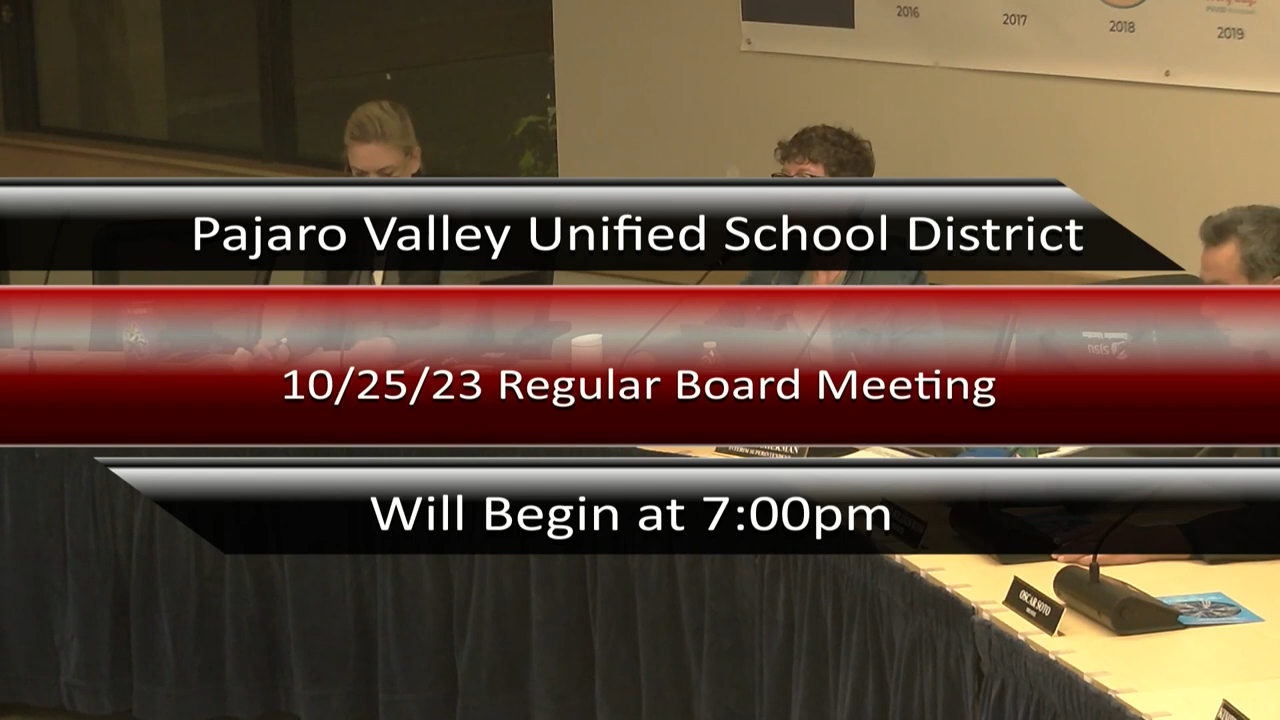 2016
2017
2018
2019
Pajaro Valley Unified School District
10/25/23 Regular Board Meeting
Will Begin at 7:00pm
OSCAR SOTO